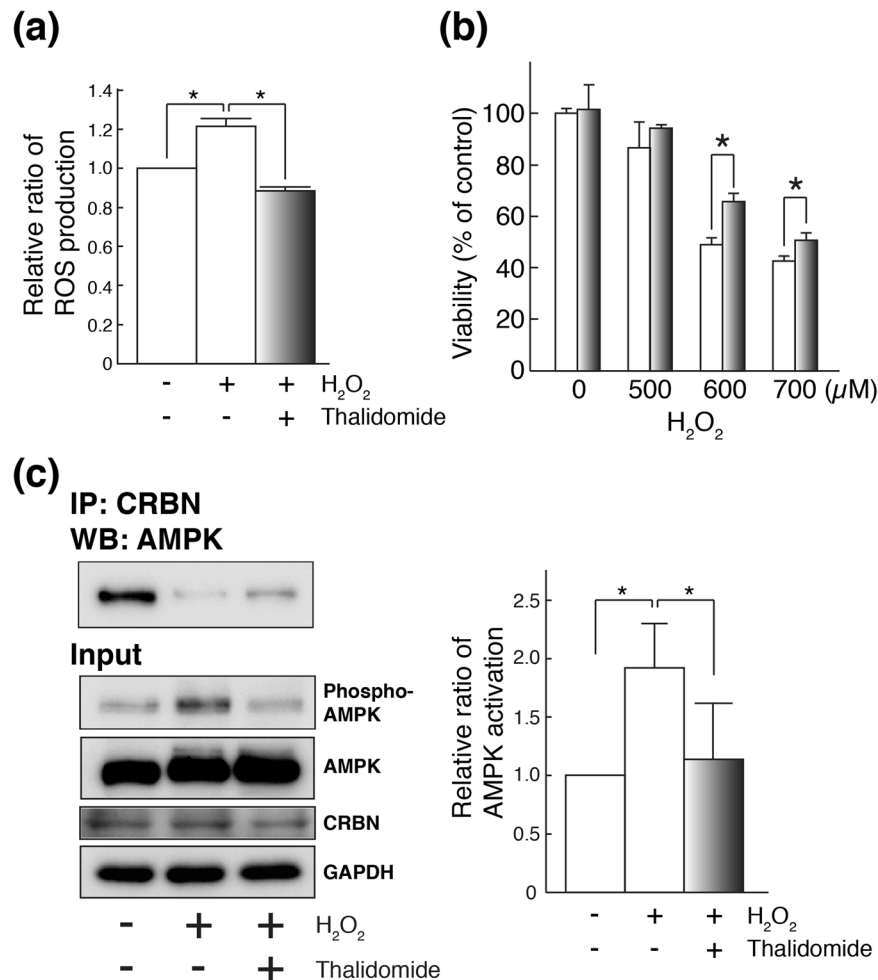 (a)
1.4
1.2
1.0
0.8
0.6
0.4
0.2
0
Relative ratio of
ROS production
* *
- + + H₂O₂
- - + Thalidomide
(b)
100
80
60
40
20
0
Viability (% of control)
*
*
0 500 600 700 (µM)
H₂O₂
(c)
IP: CRBN
WB: AMPK
Input
Phospho-
AMPK
AMPK
CRBN
GAPDH
- + + H₂O₂
- - + Thalidomide
2.5
2.0
1.5
1.0
0.5
0
Relative ratio of
AMPK activation
* *
- + + H₂O₂
- - + Thalidomide